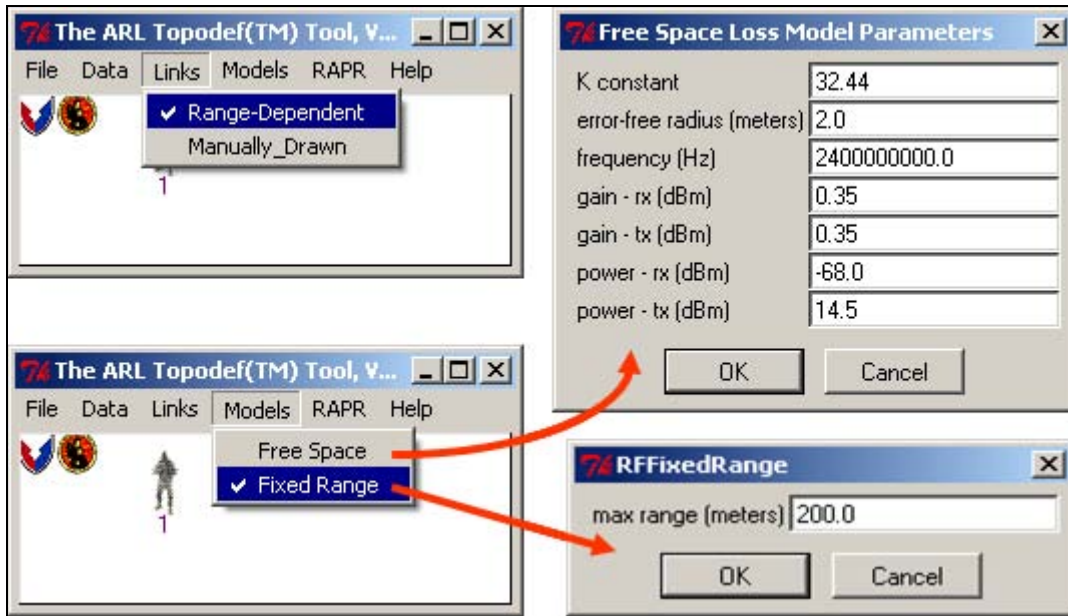 The ARL Topodef(TM) Tool, V...
File Data Links Models RAPR Help
Range-Dependent
Manually_Drawn
1
Free Space Loss Model Parameters
K constant 32.44
error-free radius (meters) 2.0
frequency (Hz) 2400000000.0
gain - rx (dBm) 0.35
gain - tx (dBm) 0.35
power - rx (dBm) -68.0
power - tx (dBm) 14.5
OK Cancel
The ARL Topodef(TM) Tool, V...
File Data Links Models RAPR Help
Free Space
Fixed Range
1
RFFixedRange
max range (meters) 200.0
OK Cancel